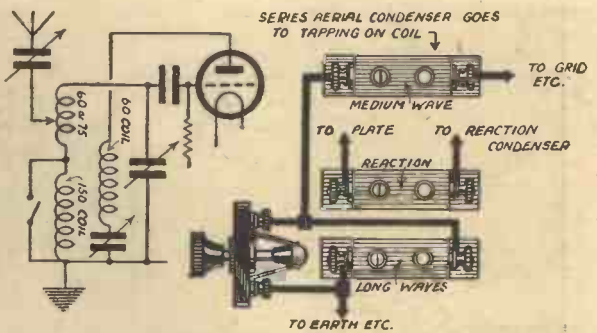 SERIES AERIAL CONDENSER GOES
TO TAPPING ON COIL
TO GRID
ETC.
MEDIUM WAVE
TO PLATE
TO REACTION
CONDENSER
REACTION
LONG WAVES
TO EARTH ETC.
60 or 75
60 COIL
150 COIL